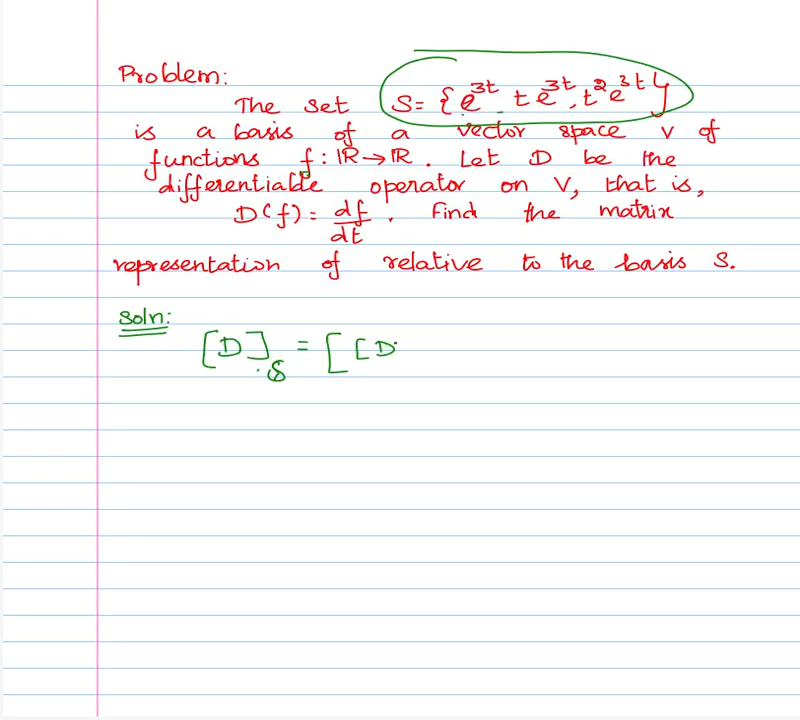 Problem:
The set S = { e^3t, te^3t, t^2 e^3t }
is a basis of a vector space V of
functions f : ℝ → ℝ. Let D be the
differentiable operator on V, that is,
D(f) = df/dt . Find the matrix
representation of relative to the basis S.
Soln:
[D]_S = [ [D